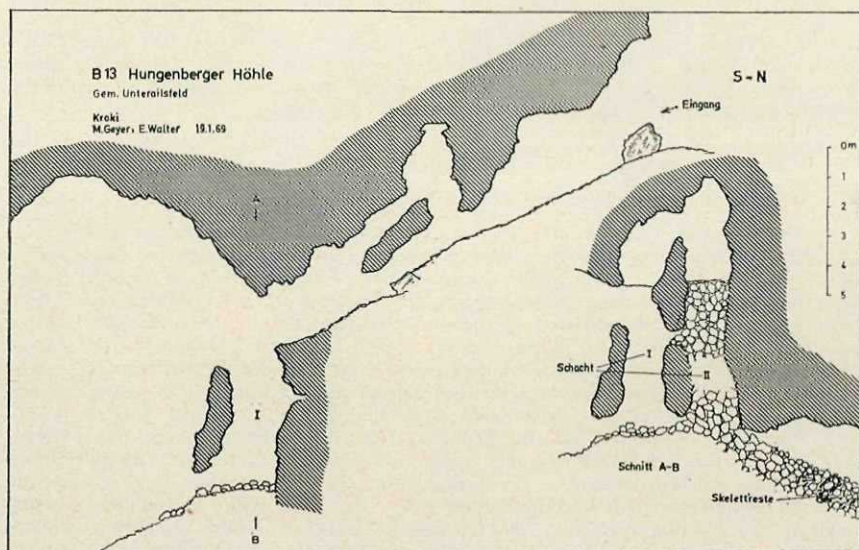 B 13 Hungenberger Höhle
Gem. Unterailsfeld
Kroki
M.Geyer, E.Walter 19.1.69
S-N
Eingang
0m
1
2
3
4
5
A
I
B
Schacht
I
II
Schnitt A-B
Skelettreste